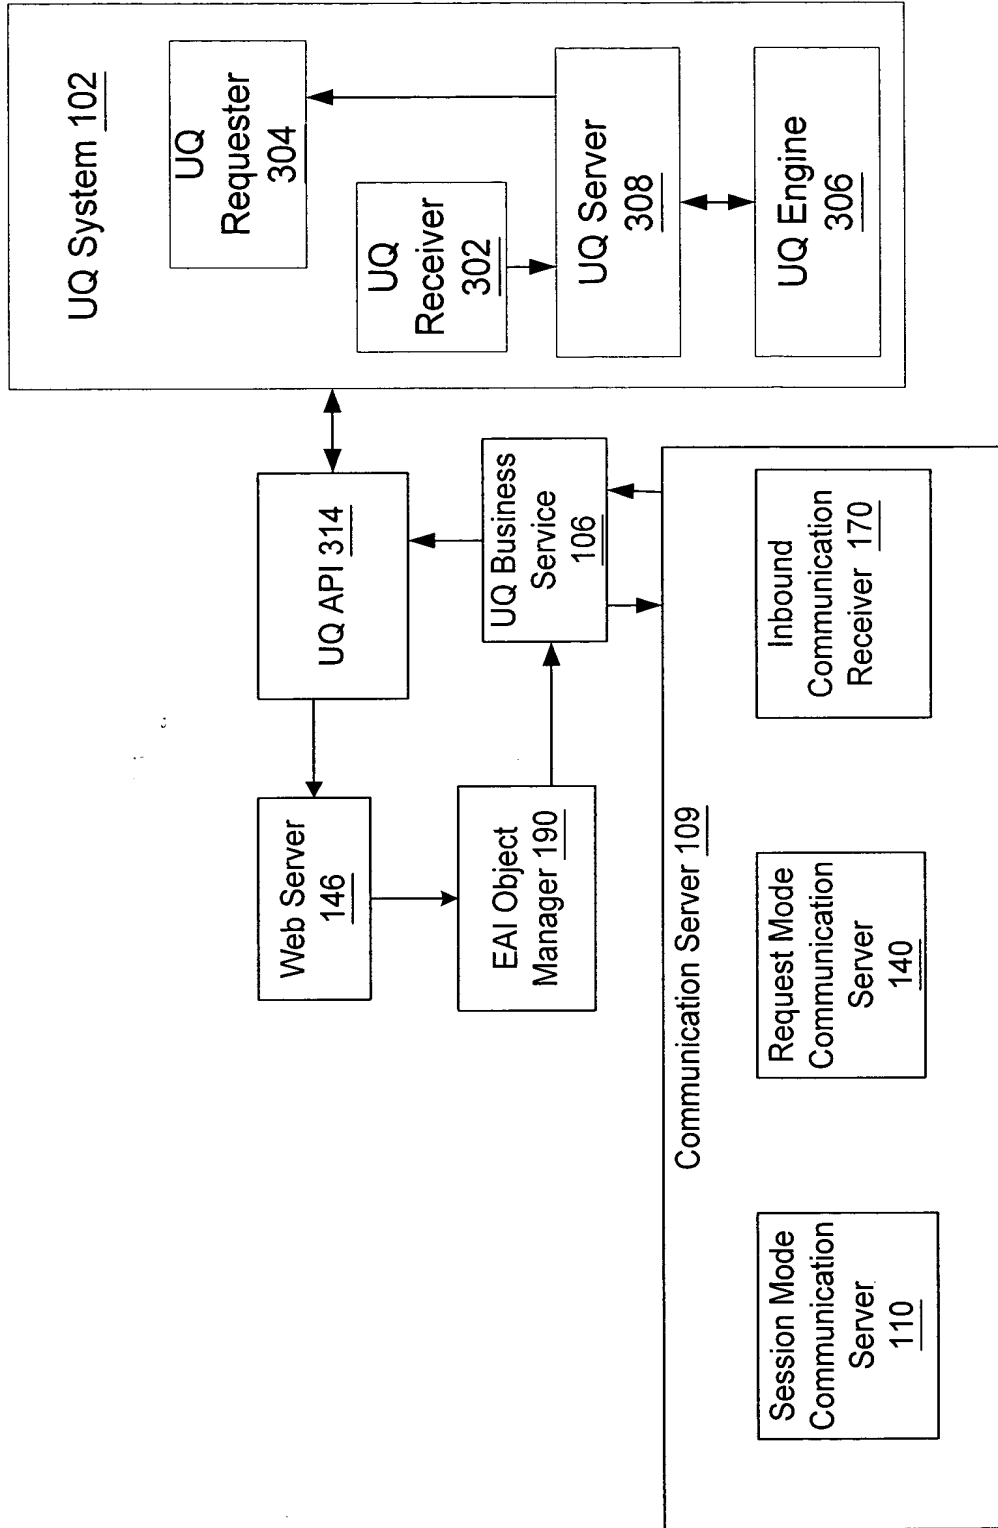 UQ System 102
UQ
Requester
304
UQ
Receiver
302
UQ Server
308
UQ Engine
306
UQ API 314
UQ Business
Service
106
Web Server
146
EAI Object
Manager 190
Communication Server 109
Session Mode
Communication
Server
110
Request Mode
Communication
Server
140
Inbound
Communication
Receiver 170